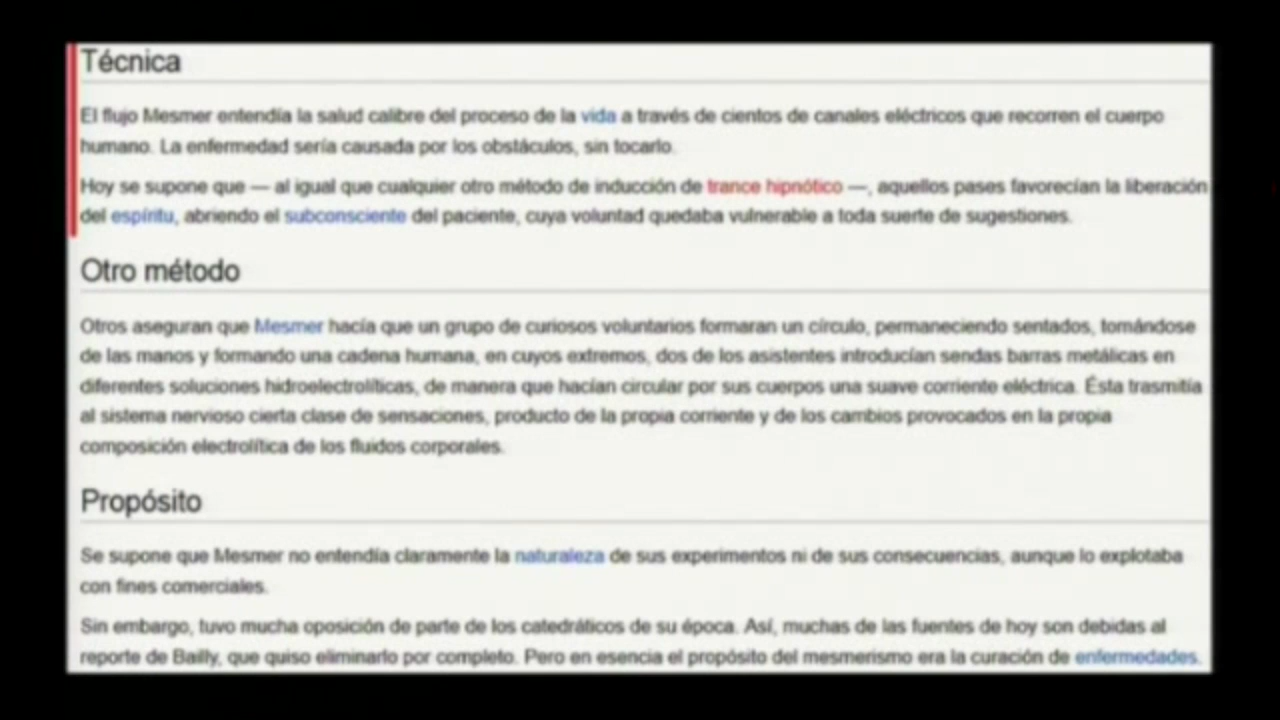 Técnica
El flujo Mesmer entendía la salud calibre del proceso de la vida a través de cientos de canales eléctricos que recorren el cuerpo
humano. La enfermedad sería causada por los obstáculos, sin tocarlo.
Hoy se supone que — al igual que cualquier otro método de inducción de trance hipnótico —, aquellos pases favorecían la liberación
del espíritu, abriendo el subconsciente del paciente, cuya voluntad quedaba vulnerable a toda suerte de sugestiones.
Otro método
Otros aseguran que Mesmer hacía que un grupo de curiosos voluntarios formaran un círculo, permaneciendo sentados, tomándose
de las manos y formando una cadena humana, en cuyos extremos, dos de los asistentes introducían sendas barras metálicas en
diferentes soluciones hidroelectrolíticas, de manera que hacían circular por sus cuerpos una suave corriente eléctrica. Ésta trasmitía
al sistema nervioso cierta clase de sensaciones, producto de la propia corriente y de los cambios provocados en la propia
composición electrolítica de los fluidos corporales.
Propósito
Se supone que Mesmer no entendía claramente la naturaleza de sus experimentos ni de sus consecuencias, aunque lo explotaba
con fines comerciales.
Sin embargo, tuvo mucha oposición de parte de los catedráticos de su época. Así, muchas de las fuentes de hoy son debidas al
reporte de Bailly, que quiso eliminarlo por completo. Pero en esencia el propósito del mesmerismo era la curación de enfermedades.